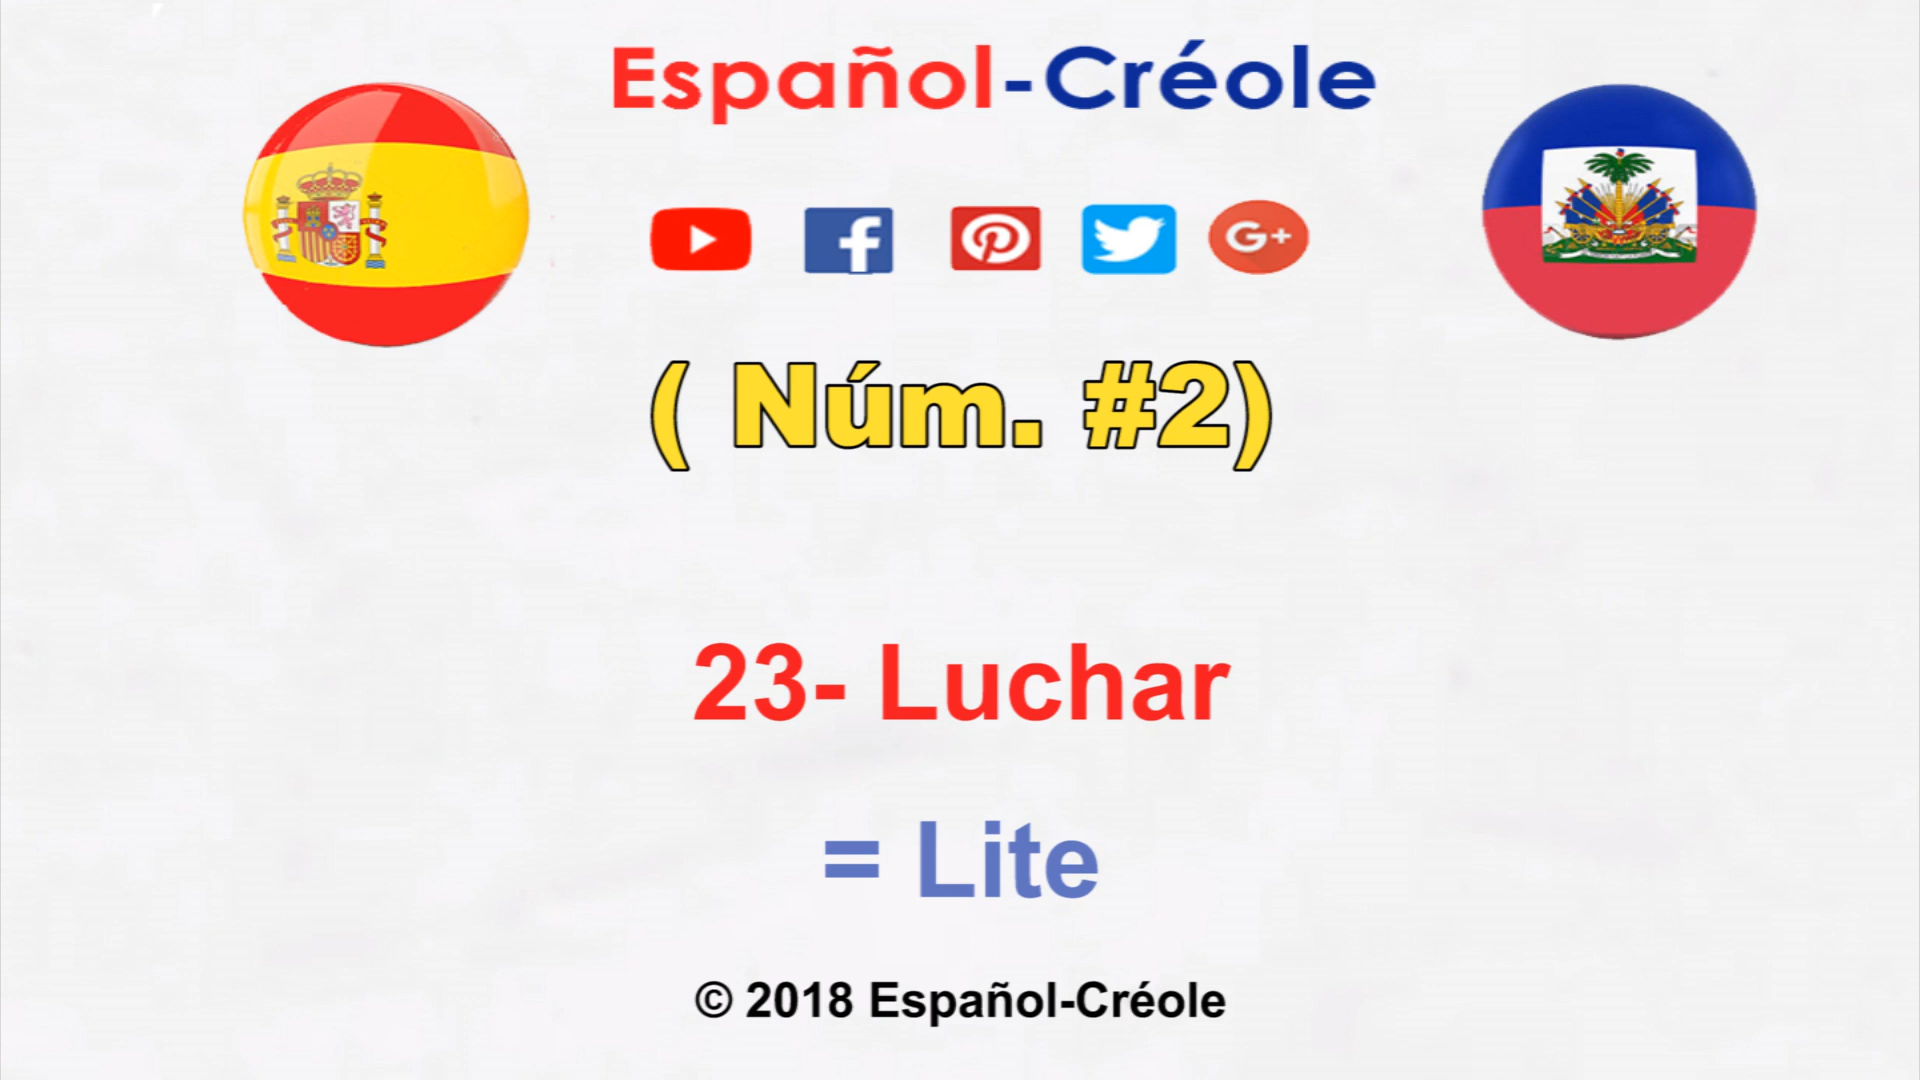 Español-Créole
G+
( Núm. #2)
23- Luchar
= Lite
© 2018 Español-Créole